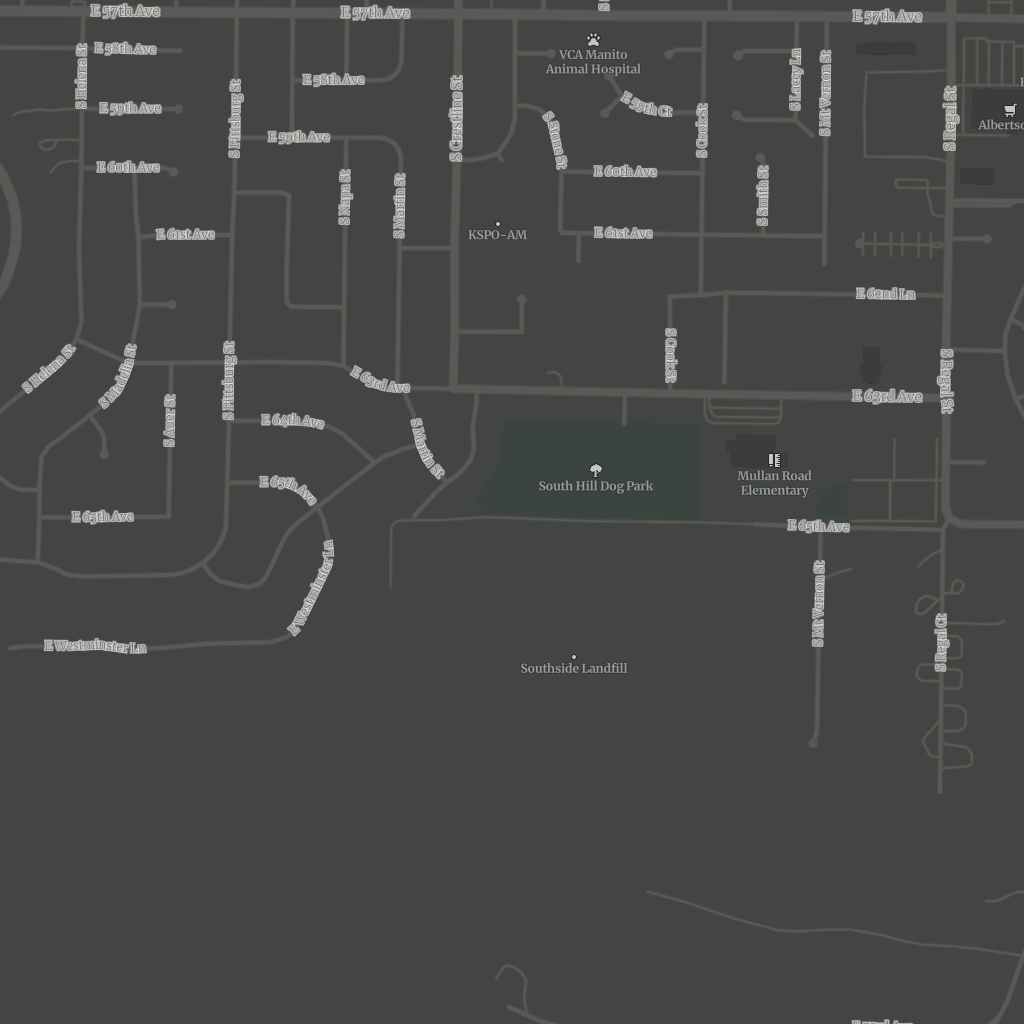 E 57th Ave
E 57th Ave
E 57th Ave
E 58th Ave
S Helena St
VCA Manito
Animal Hospital
S Lacey Ln
S Mt Vernon St
E 58th Ave
S Pittsburg St
S Crestline St
E 59th Ave
E 59th Ct
S Regal St
S Cook St
S Stone St
E 59th Ave
E 60th Ave
E 60th Ave
S Napa St
S Martin St
S Smith St
E 61st Ave
KSPO-AM
E 61st Ave
E 62nd Ln
S Helena St
S Madelia St
S Pittsburg St
S Cook St
S Regal St
E 63rd Ave
E 63rd Ave
S Auer St
E 64th Ave
S Martin St
South Hill Dog Park
Mullan Road
Elementary
E 65th Ave
E 65th Ave
E 65th Ave
E Westminster Ln
S Mt Vernon St
S Regal Ct
E Westminster Ln
Southside Landfill